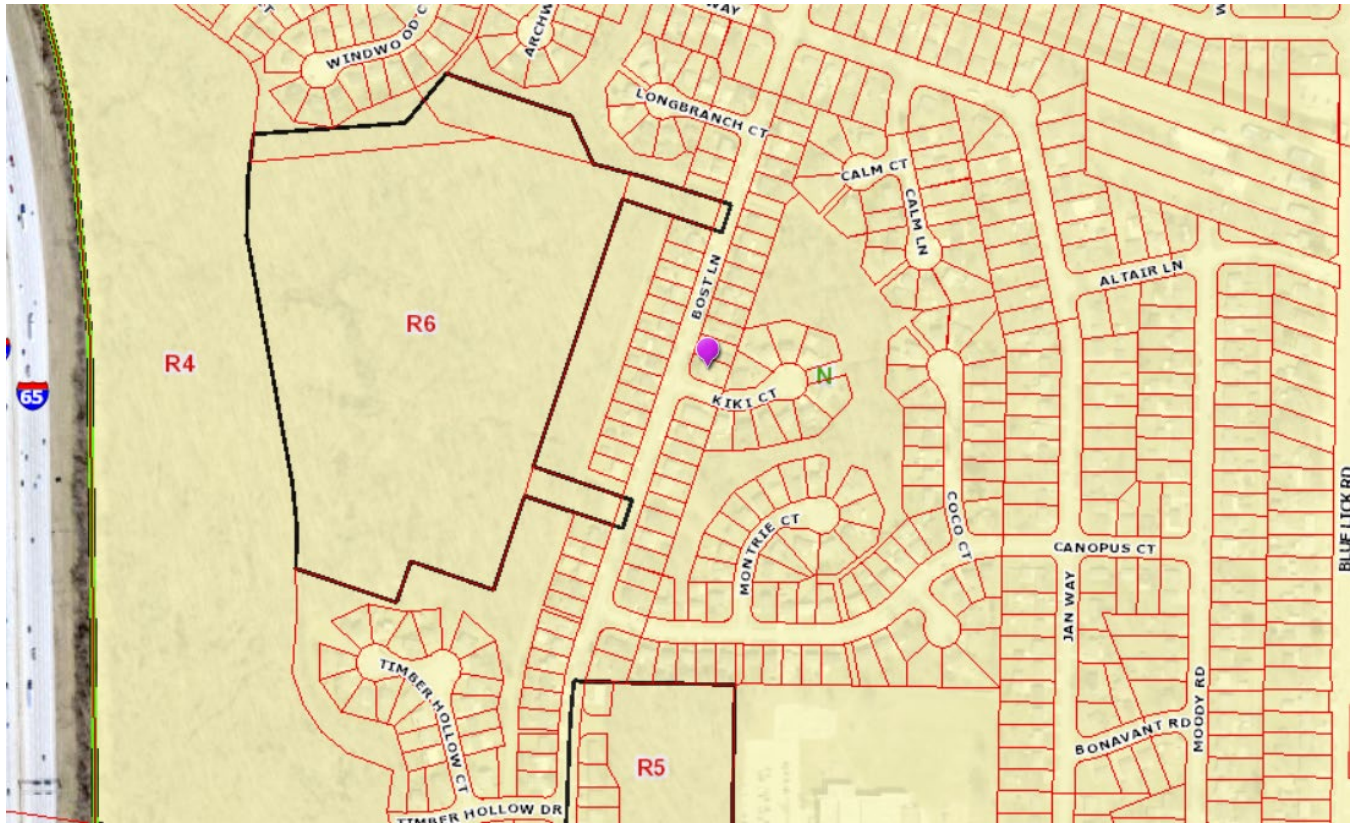 WAY
WINDWOOD C
ARCHW
LONGBRANCH CT
CALM CT
CALM LN
ALTAIR LN
BOST LN
R6
R4
65
KIKI CT
N
BLUE LICK RD
COCO CT
MONTRIE CT
CANOPUS CT
JAN WAY
TIMBER HOLLOW CT
MOODY RD
BONAVANT RD
R5
TIMBER HOLLOW DR